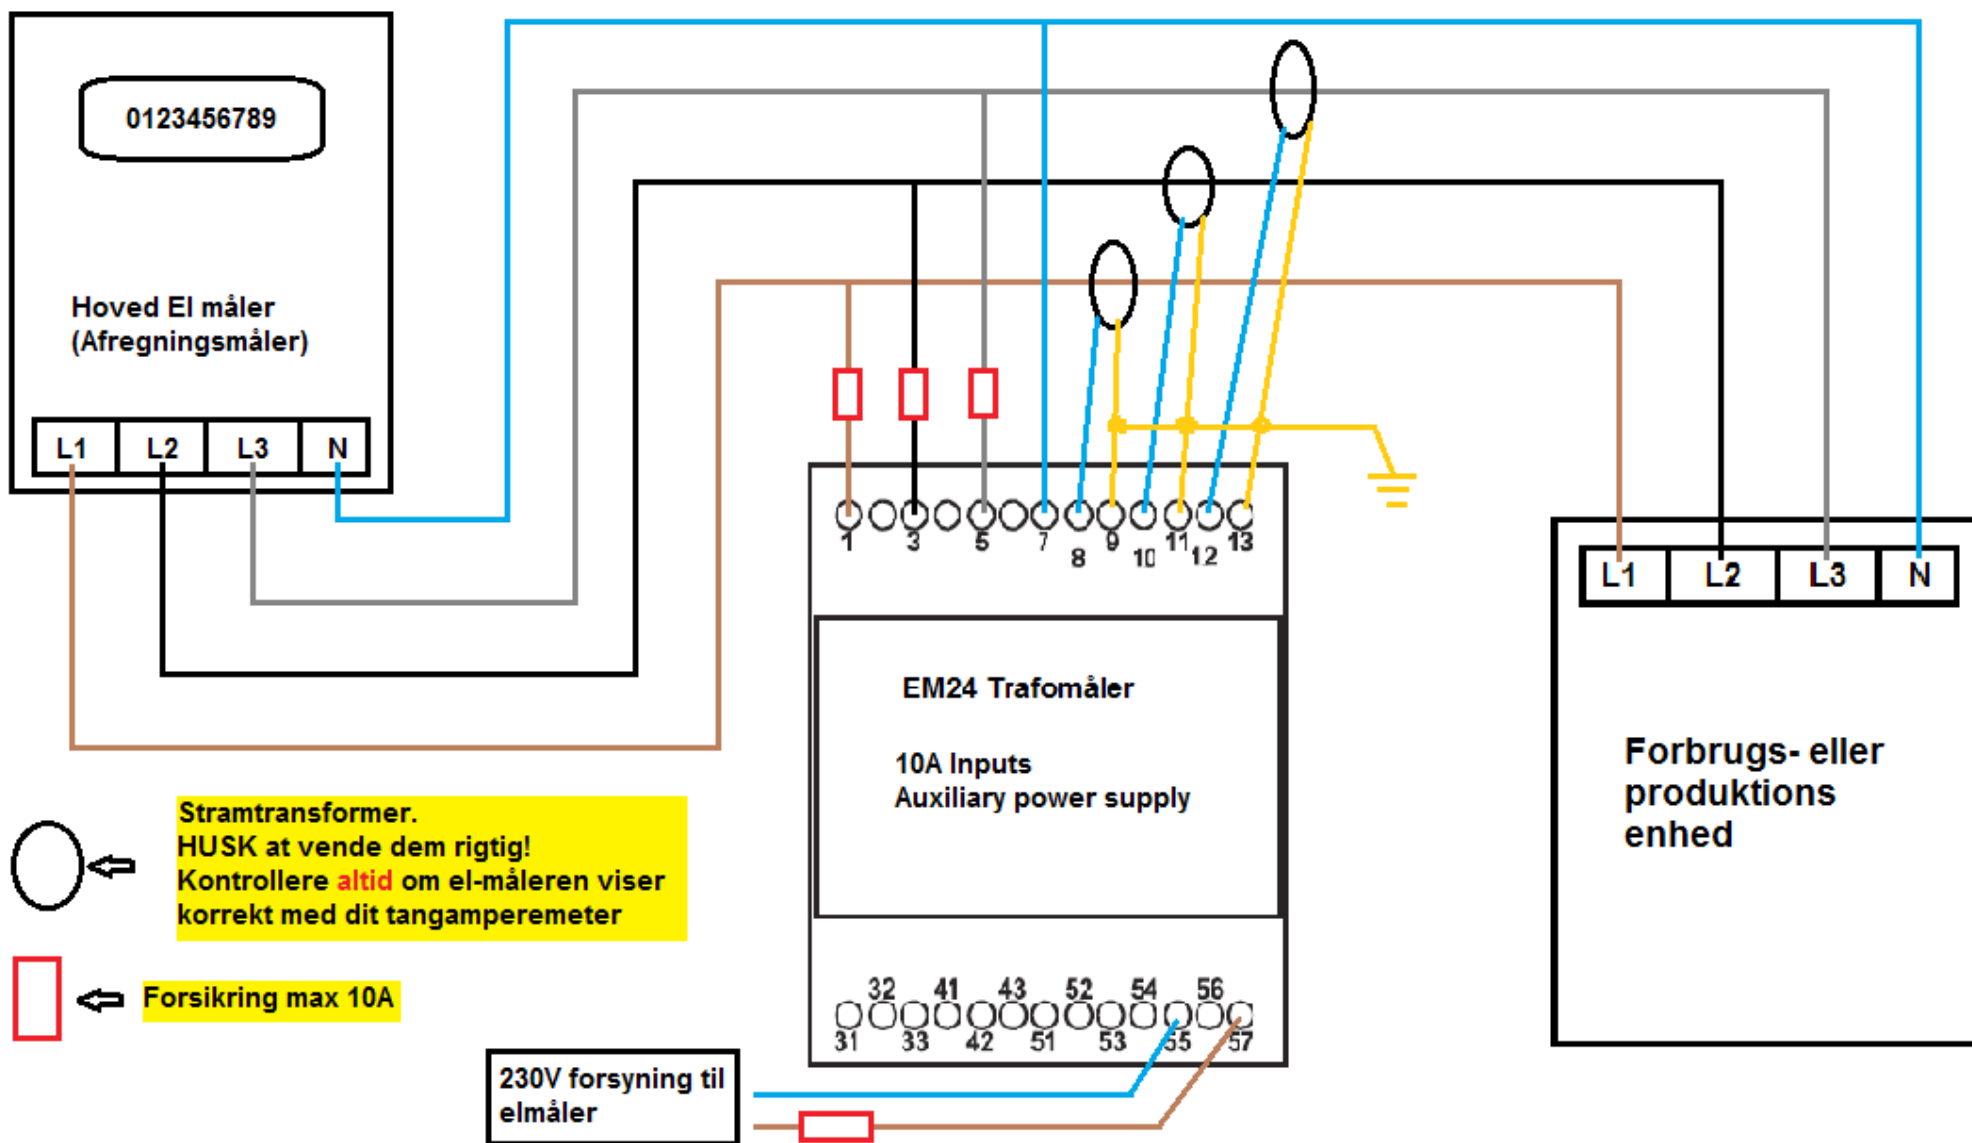 0123456789
Hoved El måler
(Afregningsmåler)
L1 L2 L3 N
1 3 5 7 8 9 10 11 12 13
L1 L2 L3 N
EM24 Trafomåler
10A Inputs
Auxiliary power supply
Forbrugs- eller
produktions
enhed
Stramtransformer.
HUSK at vende dem rigtig!
Kontrollere altid om el-måleren viser
korrekt med dit tangamperemeter
Forsikring max 10A
32 41 43 52 54 56
31 33 42 51 53 55 57
230V forsyning til
elmåler